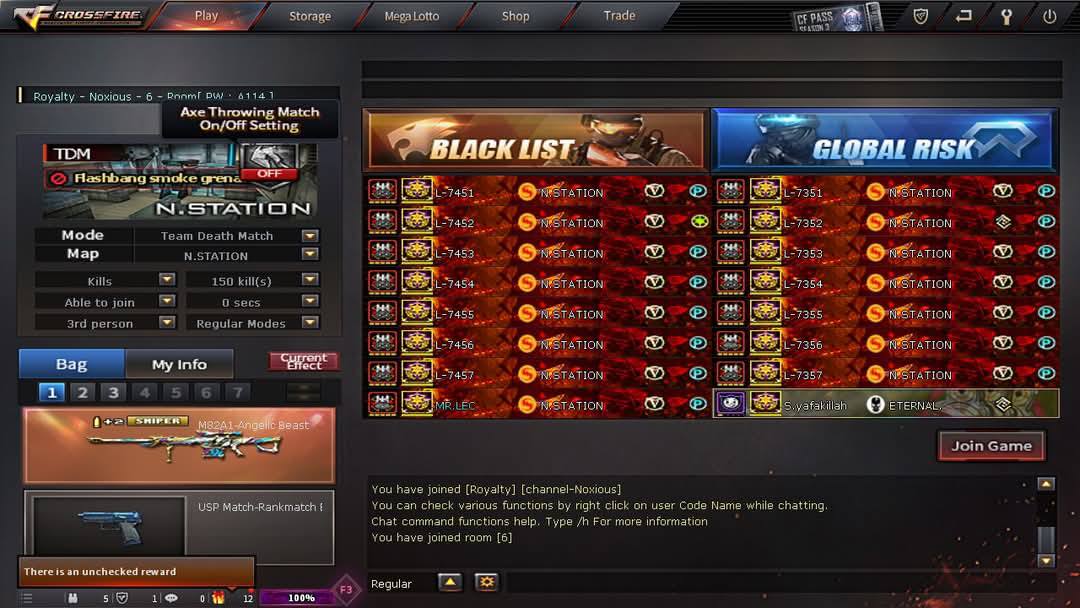 CROSSFIRE
Play
Storage
Mega Lotto
Shop
Trade
CF PASS
SEASON 3
Royalty - Noxious - 6 - Room[ PW : A114 ]
Axe Throwing Match
On/Off Setting
TDM
Flashbang smoke grena
OFF
N.STATION
Mode Team Death Match
Map N.STATION
Kills 150 kill(s)
Able to join 0 secs
3rd person Regular Modes
Bag
My Info
Current
Effect
1 2 3 4 5 6 7
+2 SNIPER M82A1-Angelic Beast
USP Match-Rankmatch
There is an unchecked reward
5 1 0 12 100% F3
BLACK LIST
L-7451 S N.STATION V P
L-7452 S N.STATION V
L-7453 S N.STATION V P
L-7454 S N.STATION V P
L-7455 S N.STATION V P
L-7456 S N.STATION V P
L-7457 S N.STATION V P
MR.LEC S N.STATION V P
GLOBAL RISK
L-7351 S N.STATION V P
L-7352 S N.STATION P
L-7353 S N.STATION V P
L-7354 S N.STATION V P
L-7355 S N.STATION V P
L-7356 S N.STATION V P
L-7357 S N.STATION V P
S.yafakillah ETERNAL.
Join Game
You have joined [Royalty] [channel-Noxious]
You can check various functions by right click on user Code Name while chatting.
Chat command functions help. Type /h For more information
You have joined room [6]
Regular